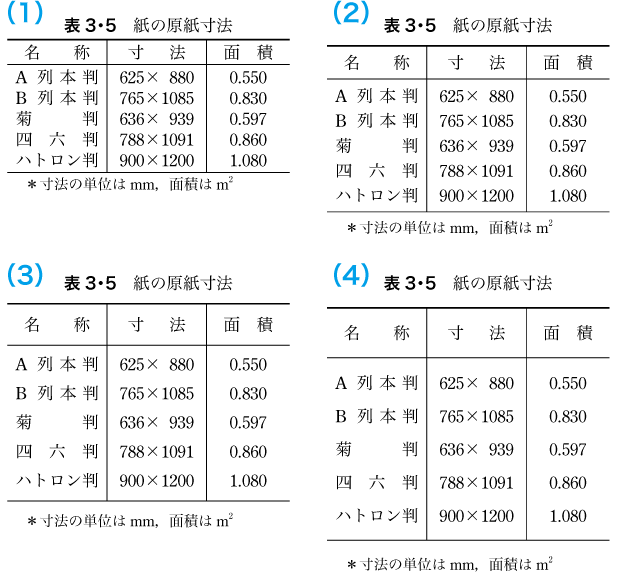 (1)
表3・5 紙の原紙寸法
名称 寸法 面積
A列本判 625× 880 0.550
B列本判 765×1085 0.830
菊判 636× 939 0.597
四六判 788×1091 0.860
ハトロン判 900×1200 1.080
＊寸法の単位は mm，面積は m²
(2)
表3・5 紙の原紙寸法
名称 寸法 面積
A列本判 625× 880 0.550
B列本判 765×1085 0.830
菊判 636× 939 0.597
四六判 788×1091 0.860
ハトロン判 900×1200 1.080
＊寸法の単位は mm，面積は m²
(3)
表3・5 紙の原紙寸法
名称 寸法 面積
A列本判 625× 880 0.550
B列本判 765×1085 0.830
菊判 636× 939 0.597
四六判 788×1091 0.860
ハトロン判 900×1200 1.080
＊寸法の単位は mm，面積は m²
(4)
表3・5 紙の原紙寸法
名称 寸法 面積
A列本判 625× 880 0.550
B列本判 765×1085 0.830
菊判 636× 939 0.597
四六判 788×1091 0.860
ハトロン判 900×1200 1.080
＊寸法の単位は mm，面積は m²